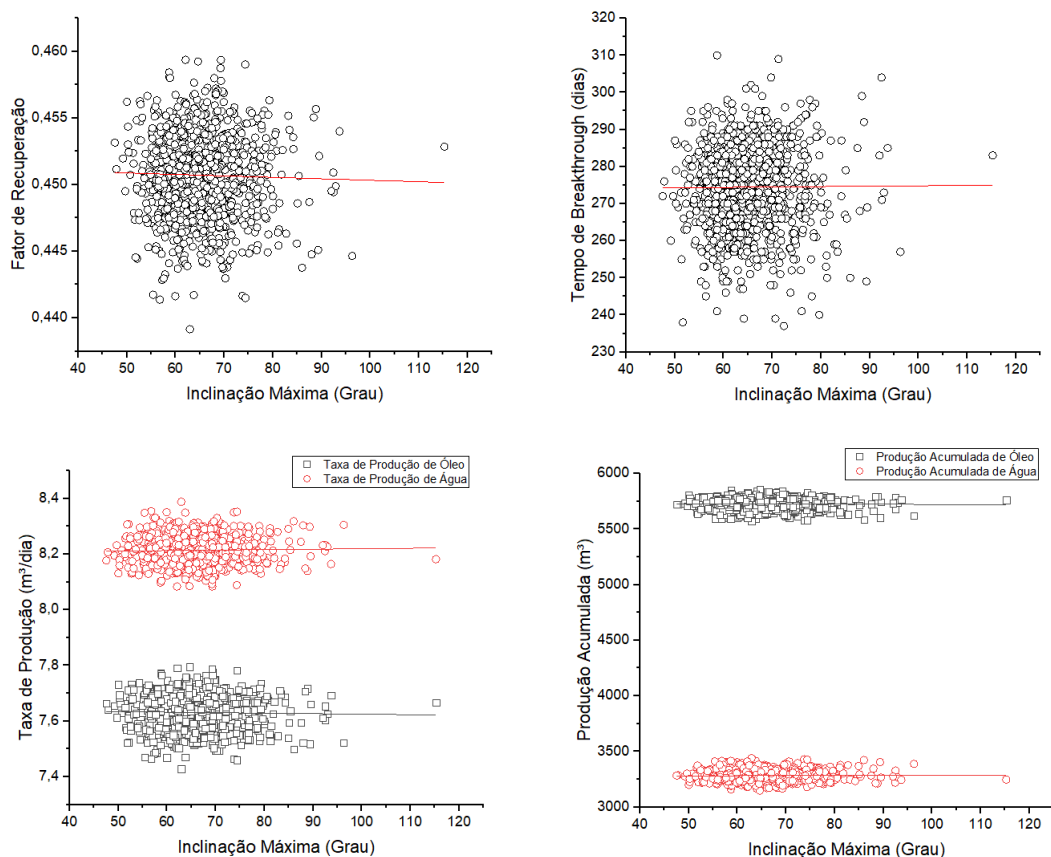 0,460
0,455
0,450
0,445
0,440
Fator de Recuperação
40 50 60 70 80 90 100 110 120
Inclinação Máxima (Grau)
320
310
300
290
280
270
260
250
240
230
Tempo de Breakthrough (dias)
40 50 60 70 80 90 100 110 120
Inclinação Máxima (Grau)
Taxa de Produção de Óleo
Taxa de Produção de Água
8,4
8,2
8,0
7,8
7,6
7,4
Taxa de Produção (m³/dia)
40 50 60 70 80 90 100 110 120
Inclinação Máxima (Grau)
Produção Acumulada de Óleo
Produção Acumulada de Água
6000
5500
5000
4500
4000
3500
3000
Produção Acumulada (m³)
40 50 60 70 80 90 100 110 120
Inclinação Máxima (Grau)